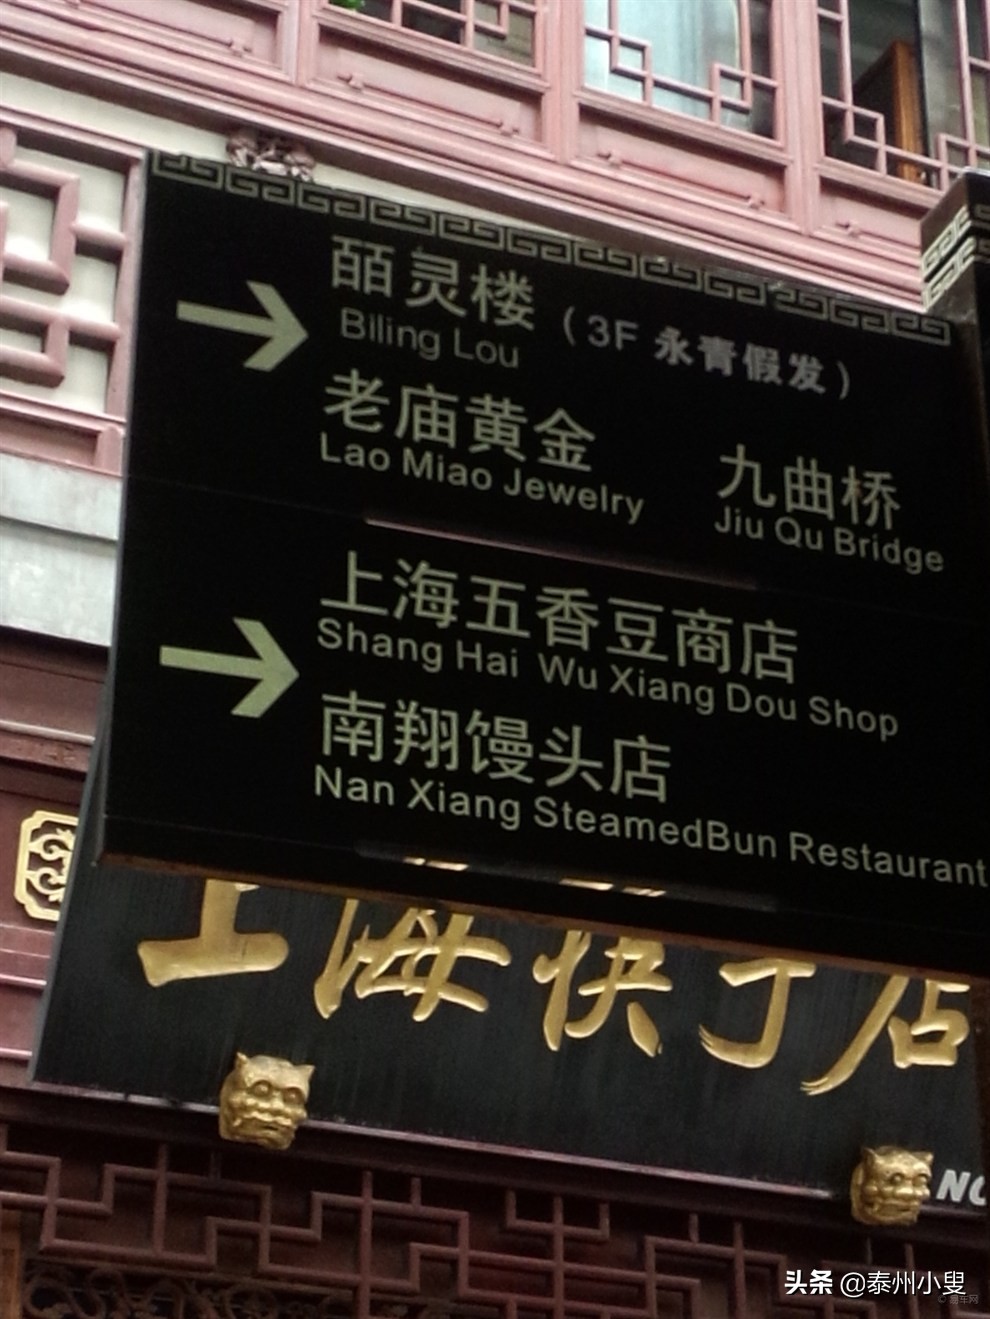 皕灵楼（3F 永青假发）
Biling Lou
老庙黄金 九曲桥
Lao Miao Jewelry Jiu Qu Bridge
上海五香豆商店
Shang Hai Wu Xiang Dou Shop
南翔馒头店
Nan Xiang SteamedBun Restaurant
上海筷子店
头条 @泰州小叟